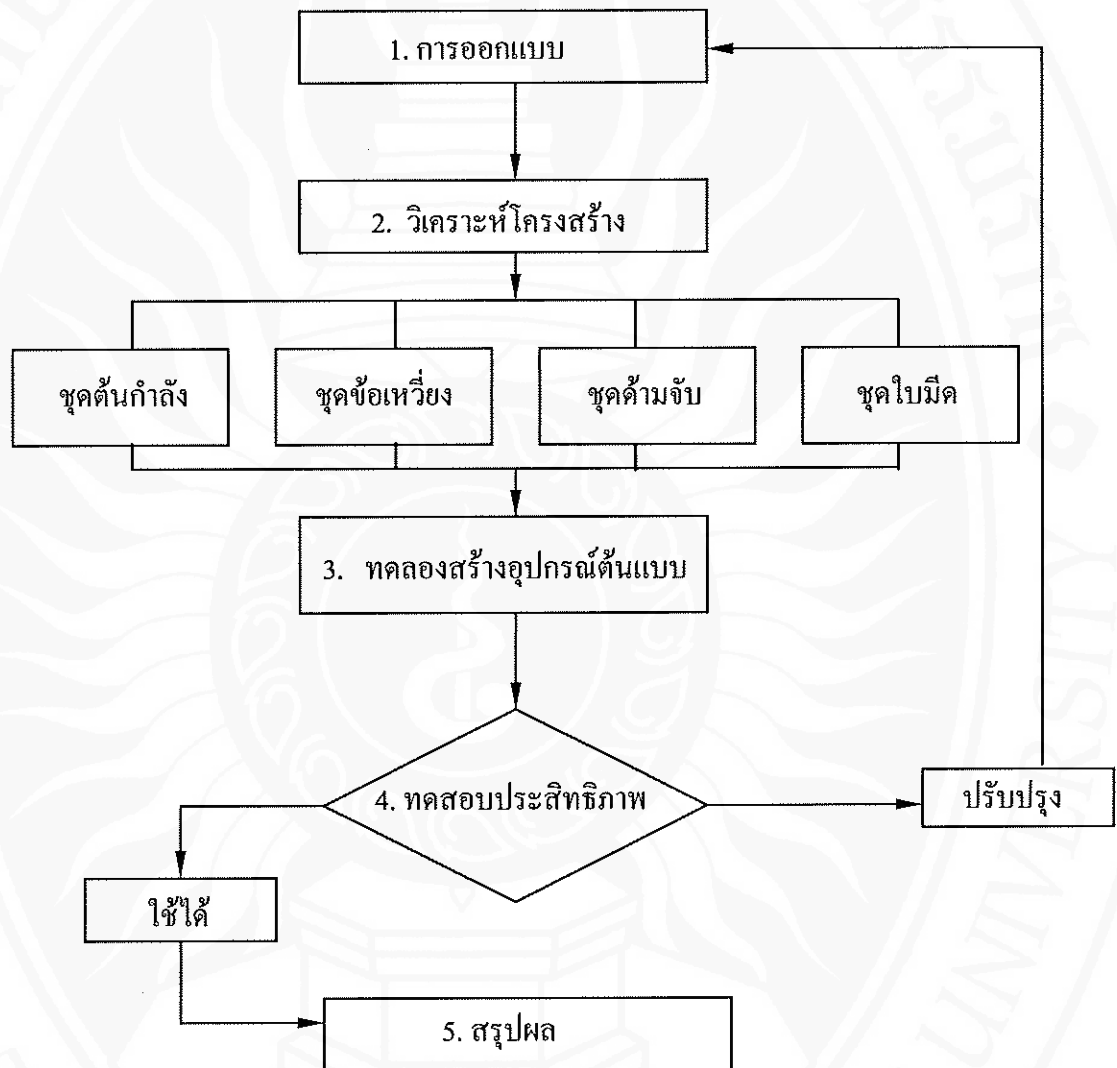 1. การออกแบบ
2. วิเคราะห์โครงสร้าง
ชุดต้นกำลัง
ชุดข้อเหวี่ยง
ชุดด้ามจับ
ชุดใบมีด
3. ทดลองสร้างอุปกรณ์ต้นแบบ
4. ทดสอบประสิทธิภาพ
ปรับปรุง
ใช้ได้
5. สรุปผล